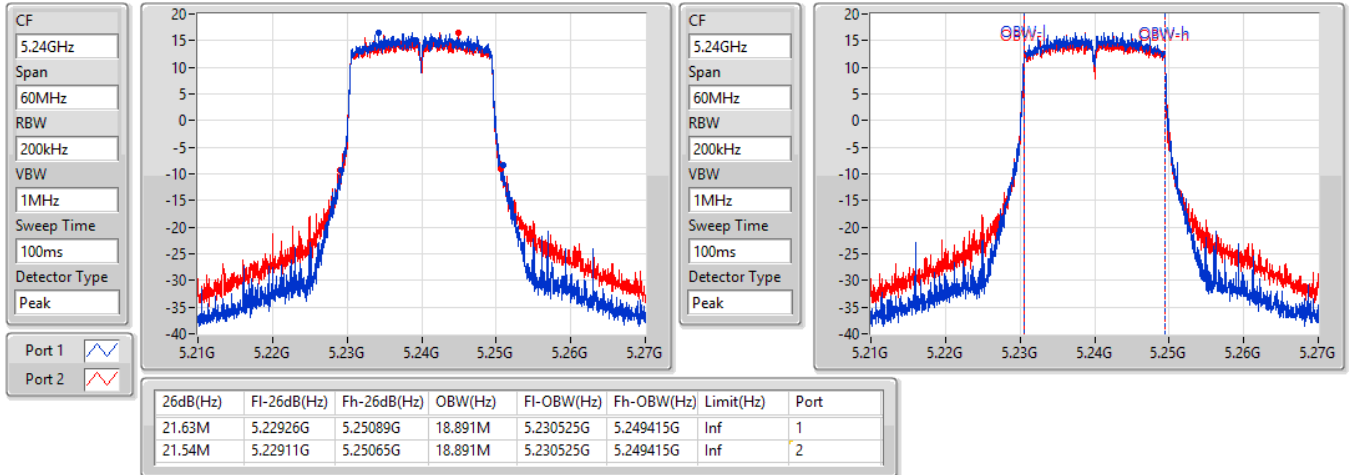 CF
5.24GHz
Span
60MHz
RBW
200kHz
VBW
1MHz
Sweep Time
100ms
Detector Type
Peak
Port 1
Port 2
20-
15-
10-
5-
0-
-5-
-10-
-15-
-20-
-25-
-30-
-35-
-40-
5.21G 5.22G 5.23G 5.24G 5.25G 5.26G 5.27G
CF
5.24GHz
Span
60MHz
RBW
200kHz
VBW
1MHz
Sweep Time
100ms
Detector Type
Peak
20-
15-
10-
5-
0-
-5-
-10-
-15-
-20-
-25-
-30-
-35-
-40-
OBW-l OBW-h
5.21G 5.22G 5.23G 5.24G 5.25G 5.26G 5.27G
26dB(Hz) Fl-26dB(Hz) Fh-26dB(Hz) OBW(Hz) Fl-OBW(Hz) Fh-OBW(Hz) Limit(Hz) Port
21.63M 5.22926G 5.25089G 18.891M 5.230525G 5.249415G Inf 1
21.54M 5.22911G 5.25065G 18.891M 5.230525G 5.249415G Inf 2